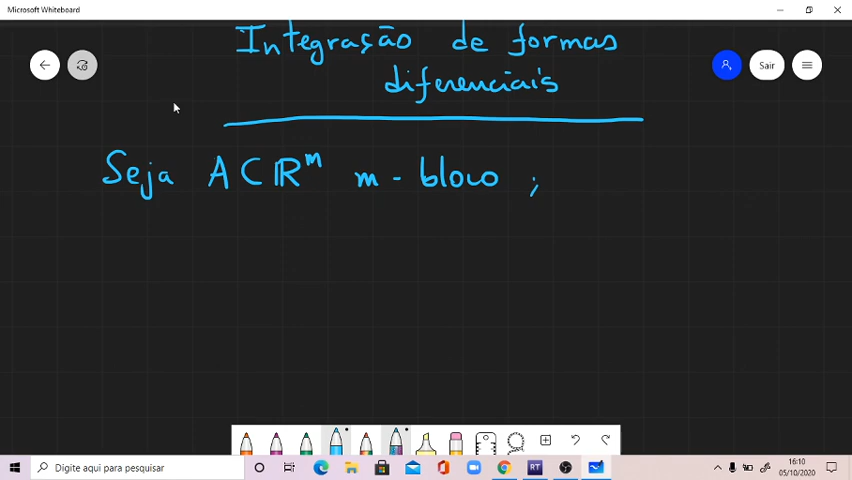 Microsoft Whiteboard
Integração de formas
diferenciais
Sair
Seja A ⊂ ℝᵐ m - bloco ;
Digite aqui para pesquisar
RT
16:10
05/10/2020